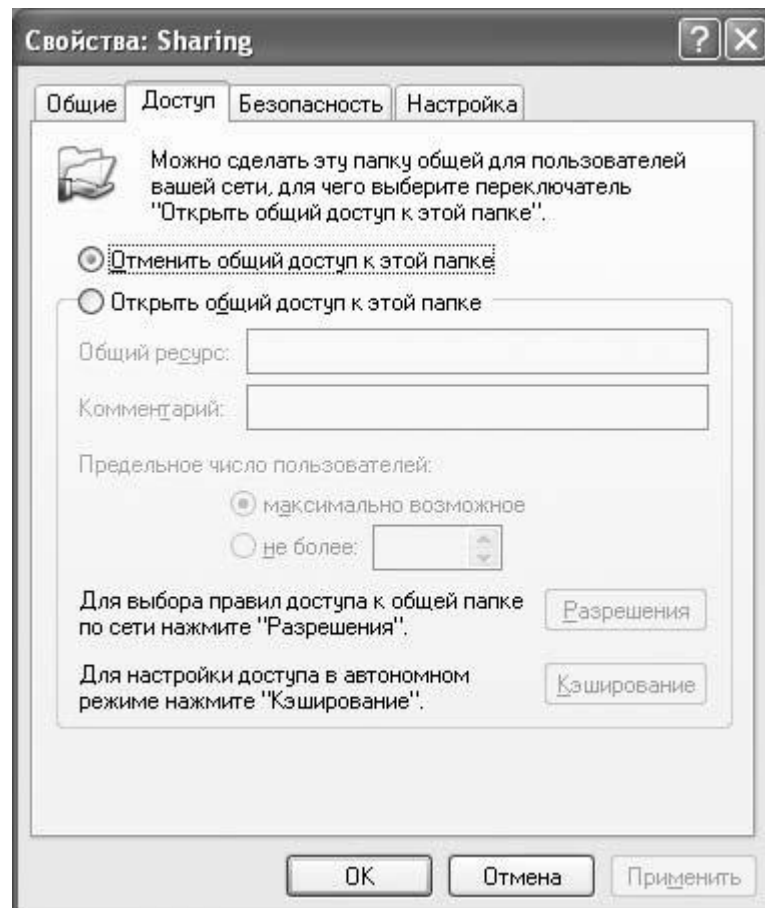 Свойства: Sharing
Общие Доступ Безопасность Настройка
Можно сделать эту папку общей для пользователей
вашей сети, для чего выберите переключатель
"Открыть общий доступ к этой папке".
Отменить общий доступ к этой папке
Открыть общий доступ к этой папке
Общий ресурс:
Комментарий:
Предельное число пользователей:
максимально возможное
не более:
Для выбора правил доступа к общей папке
по сети нажмите "Разрешения".
Разрешения
Для настройки доступа в автономном
режиме нажмите "Кэширование".
Кэширование
OK Отмена Применить